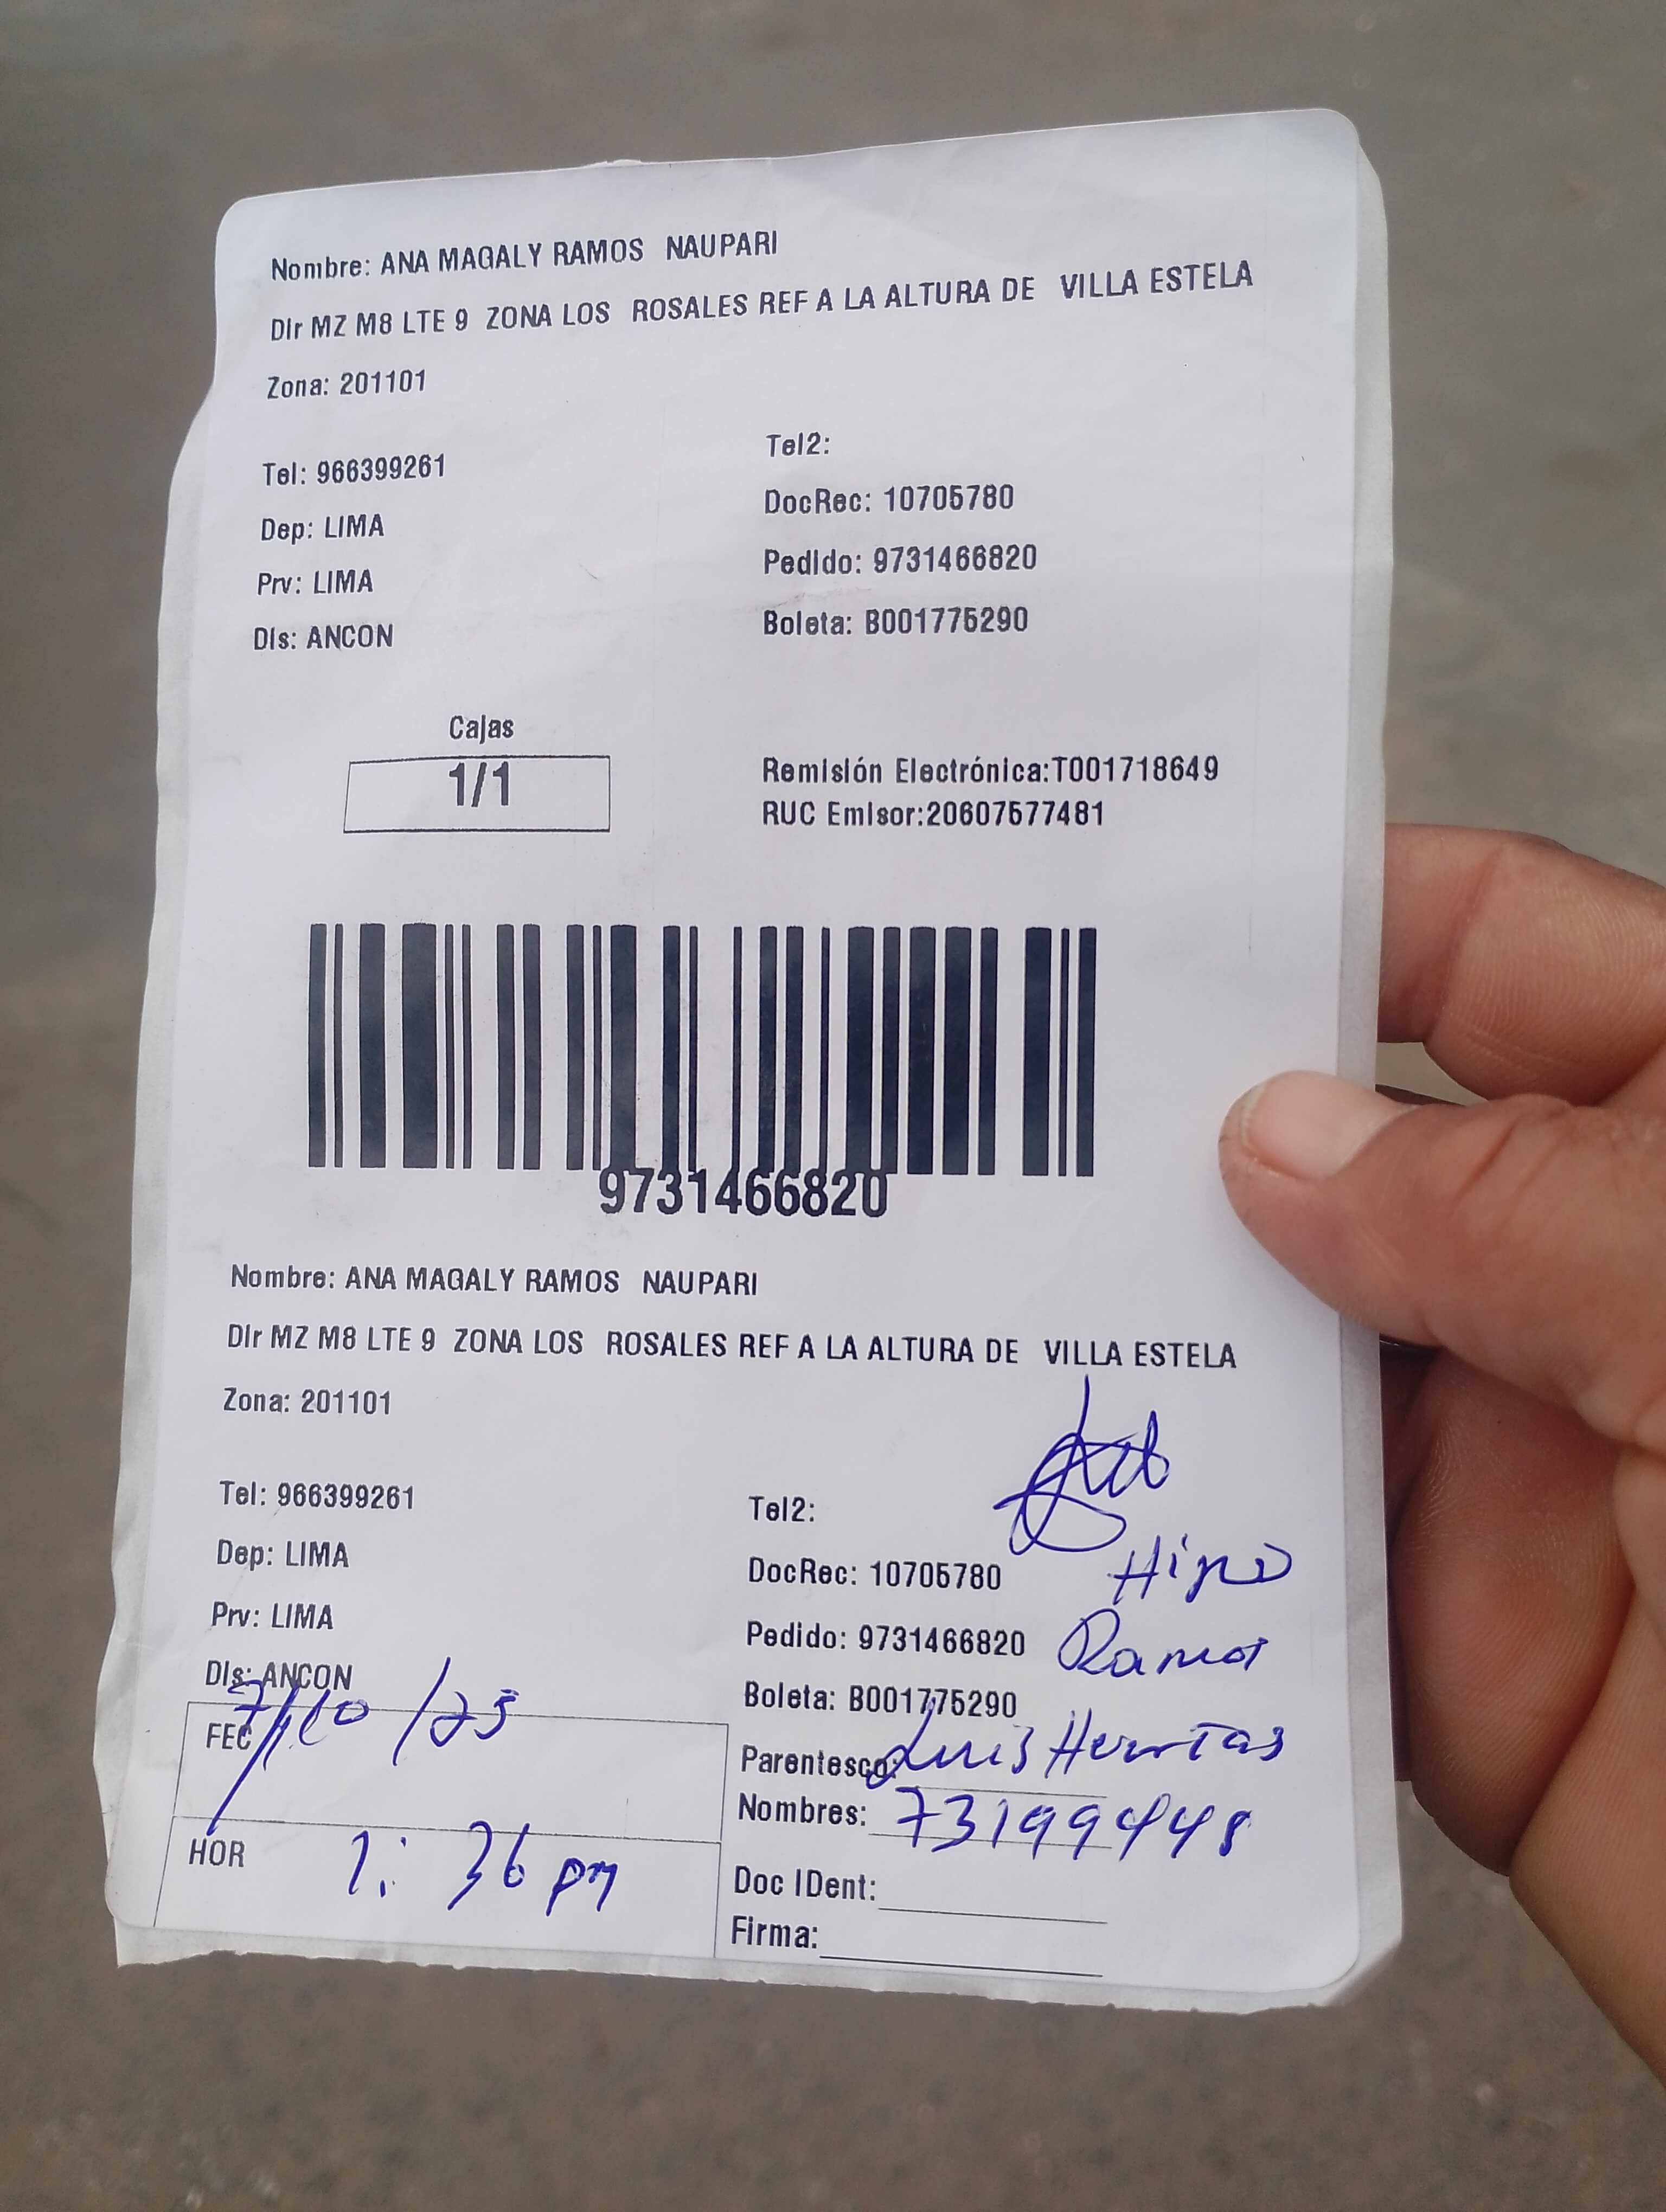 Nombre: ANA MAGALY RAMOS NAUPARI
Dir MZ M8 LTE 9 ZONA LOS ROSALES REF A LA ALTURA DE VILLA ESTELA
Zona: 201101
Tel: 966399261
Tel2:
Dep: LIMA
DocRec: 10705780
Prv: LIMA
Pedido: 9731466820
Dis: ANCON
Boleta: B001775290
Cajas
1/1
Remisión Electrónica:T001718649
RUC Emisor:20607577481
9731466820
Nombre: ANA MAGALY RAMOS NAUPARI
Dir MZ M8 LTE 9 ZONA LOS ROSALES REF A LA ALTURA DE VILLA ESTELA
Zona: 201101
Tel: 966399261
Tel2:
Dep: LIMA
DocRec: 10705780
Prv: LIMA
Pedido: 9731466820 Ramos
Dis: ANCON
Boleta: B001775290
FEC 7/10/25
Parentesco: Luis Huertas
Nombres: 73199448
HOR 1:36 pm
Doc IDent:
Firma: